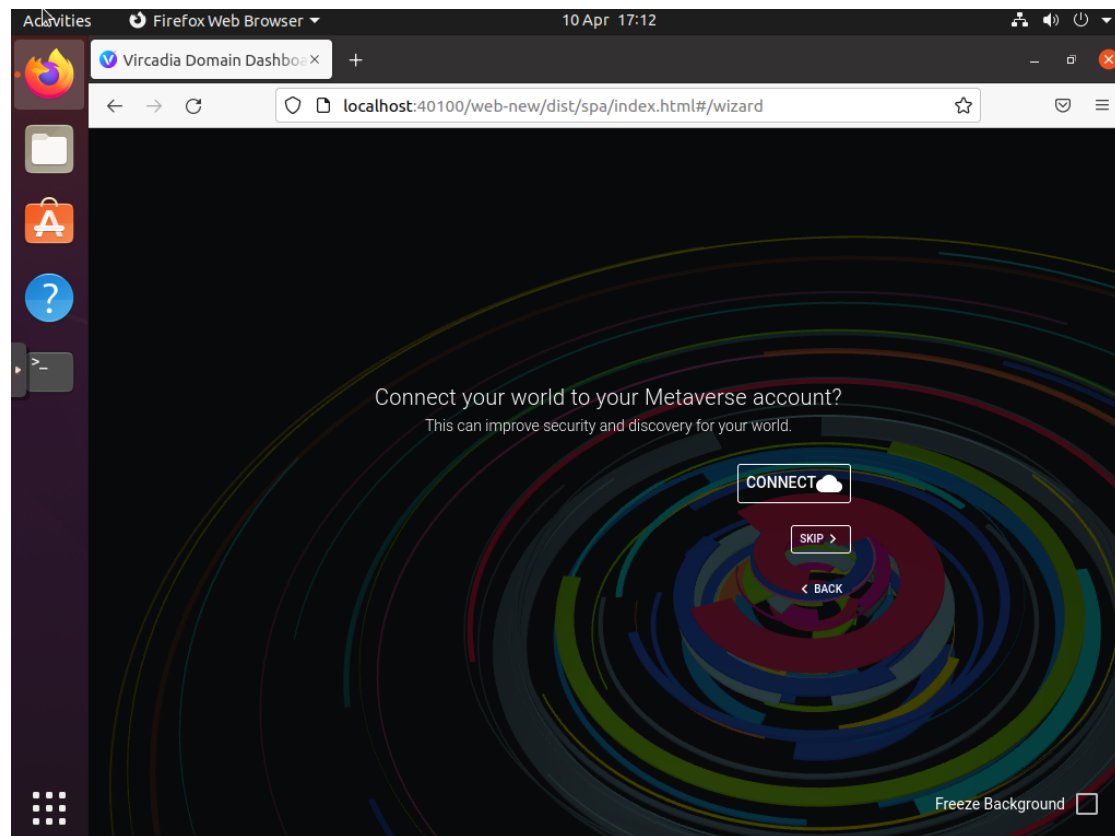 Activities Firefox Web Browser 10 Apr 17:12
Vircadia Domain Dashboa
localhost:40100/web-new/dist/spa/index.html#/wizard
Connect your world to your Metaverse account?
This can improve security and discovery for your world.
CONNECT
SKIP
BACK
Freeze Background